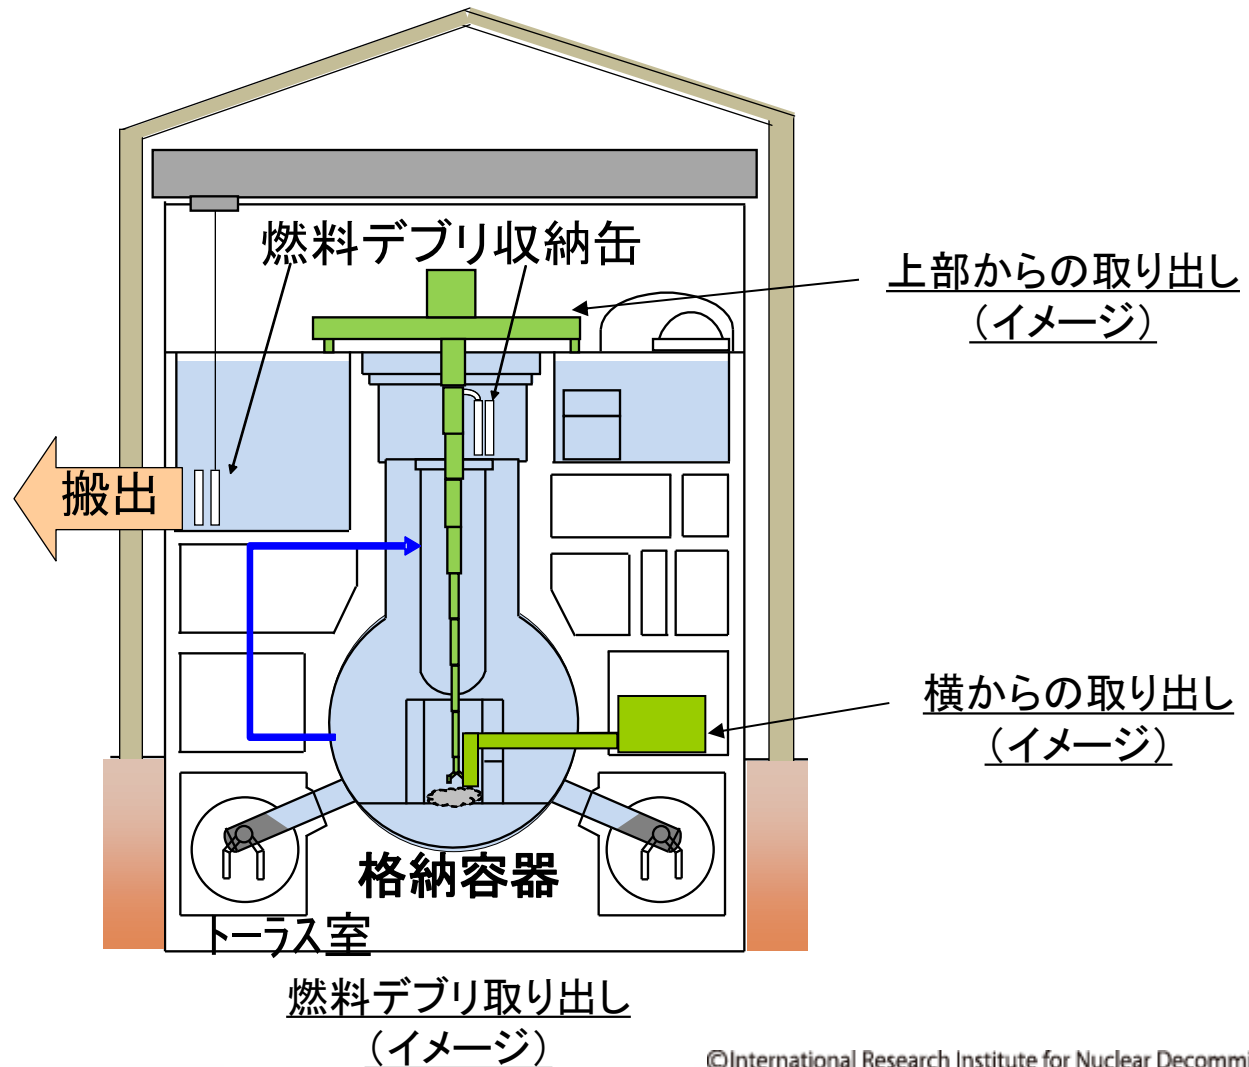 燃料デブリ収納缶
上部からの取り出し
（イメージ）
搬出
横からの取り出し
（イメージ）
格納容器
トーラス室
燃料デブリ取り出し
（イメージ）
©International Research Institute for Nuclear